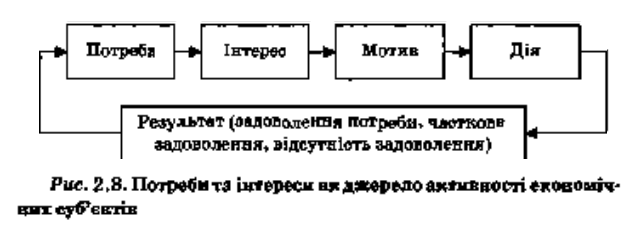 Потреба
Інтерес
Мотив
Дія
Результат (задоволення потреби, часткове
задоволення, відсутність задоволення)
Рис. 2.8. Потреби та інтереси як джерело активності економіч-
них суб'єктів